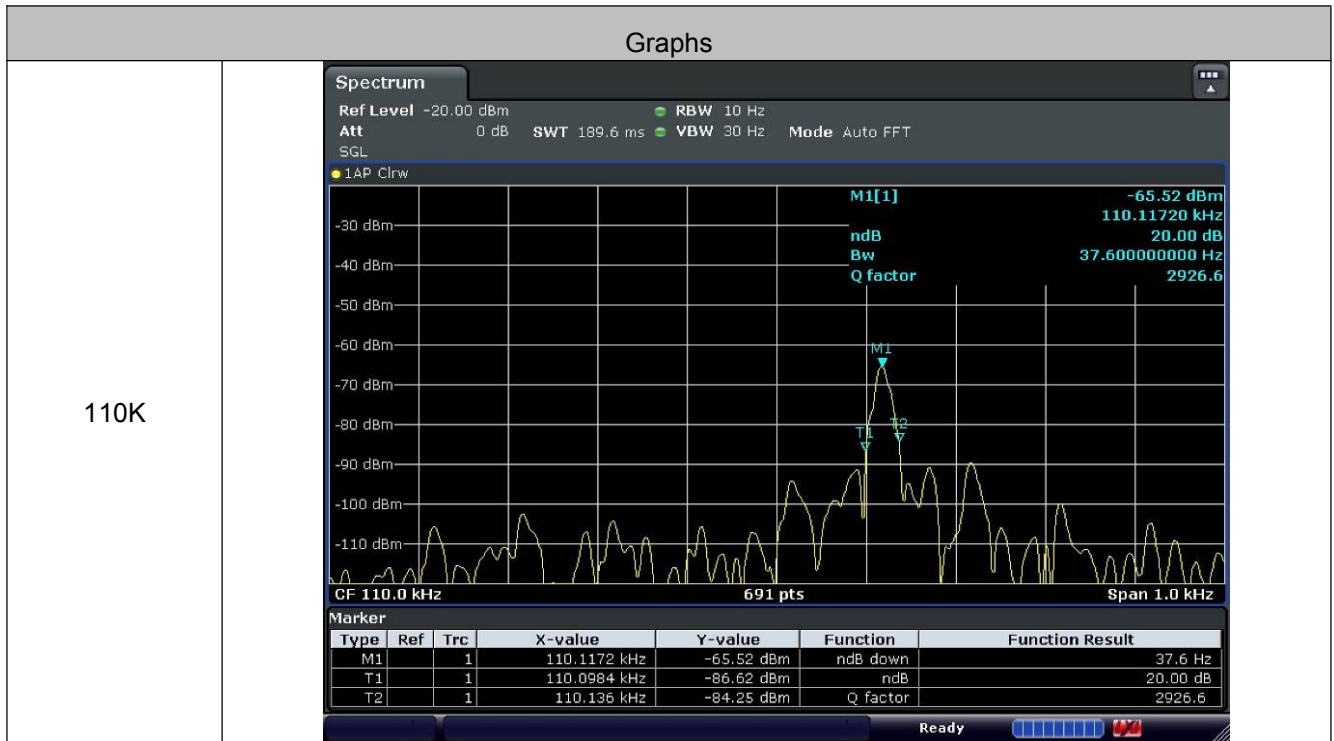 Graphs
110K
Spectrum
Ref Level -20.00 dBm RBW 10 Hz
Att 0 dB SWT 189.6 ms VBW 30 Hz Mode Auto FFT
SGL
1AP Clrw
M1[1] -65.52 dBm
110.11720 kHz
ndB 20.00 dB
Bw 37.600000000 Hz
Q factor 2926.6
-30 dBm
-40 dBm
-50 dBm
-60 dBm
-70 dBm
-80 dBm
-90 dBm
-100 dBm
-110 dBm
M1
T1
T2
CF 110.0 kHz 691 pts Span 1.0 kHz
Marker
Type Ref Trc X-value Y-value Function Function Result
M1 1 110.1172 kHz -65.52 dBm ndB down 37.6 Hz
T1 1 110.0984 kHz -86.62 dBm ndB 20.00 dB
T2 1 110.136 kHz -84.25 dBm Q factor 2926.6
Ready